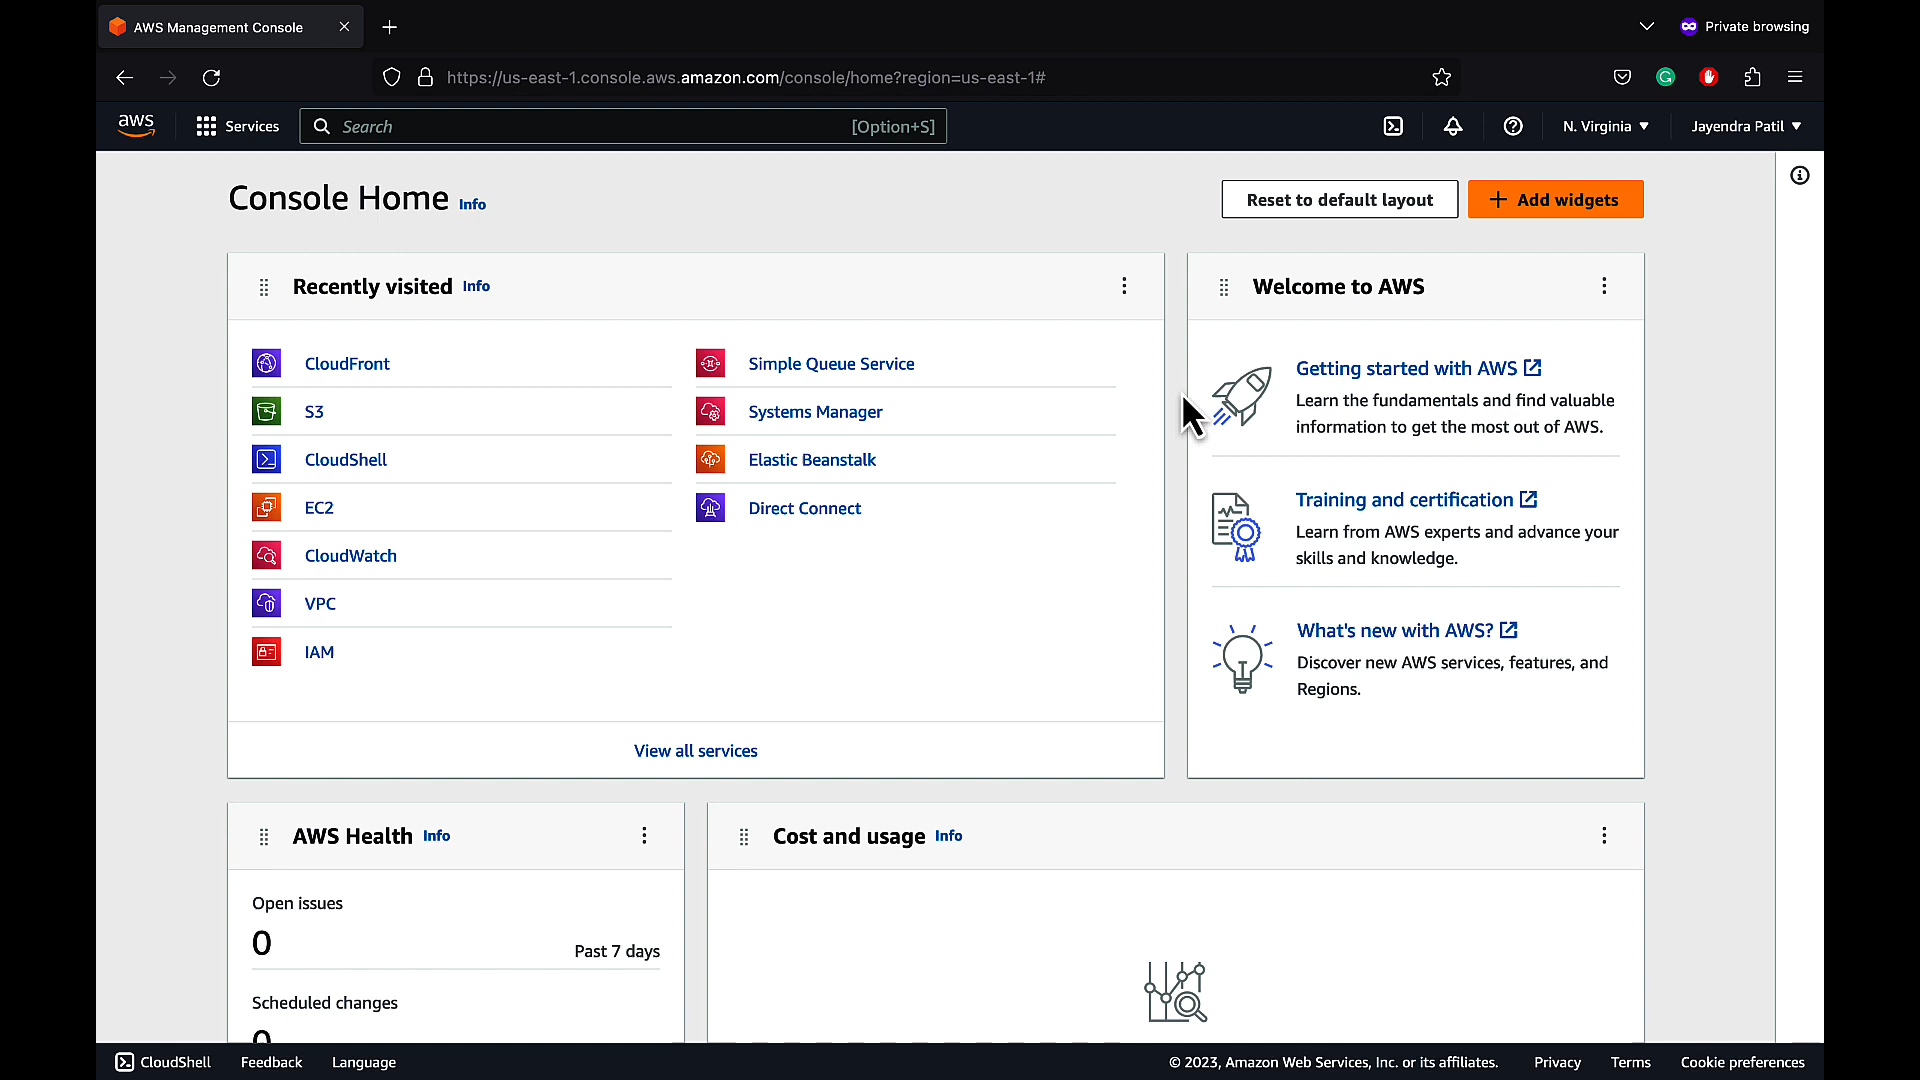 AWS Management Console
Private browsing
https://us-east-1.console.aws.amazon.com/console/home?region=us-east-1#
aws
Services
Search
[Option+S]
N. Virginia
Jayendra Patil
Console Home Info
Reset to default layout
Add widgets
Recently visited Info
CloudFront
S3
CloudShell
EC2
CloudWatch
VPC
IAM
Simple Queue Service
Systems Manager
Elastic Beanstalk
Direct Connect
View all services
Welcome to AWS
Getting started with AWS
Learn the fundamentals and find valuable
information to get the most out of AWS.
Training and certification
Learn from AWS experts and advance your
skills and knowledge.
What's new with AWS?
Discover new AWS services, features, and
Regions.
AWS Health Info
Open issues
0
Past 7 days
Scheduled changes
0
Cost and usage Info
CloudShell
Feedback
Language
© 2023, Amazon Web Services, Inc. or its affiliates.
Privacy
Terms
Cookie preferences